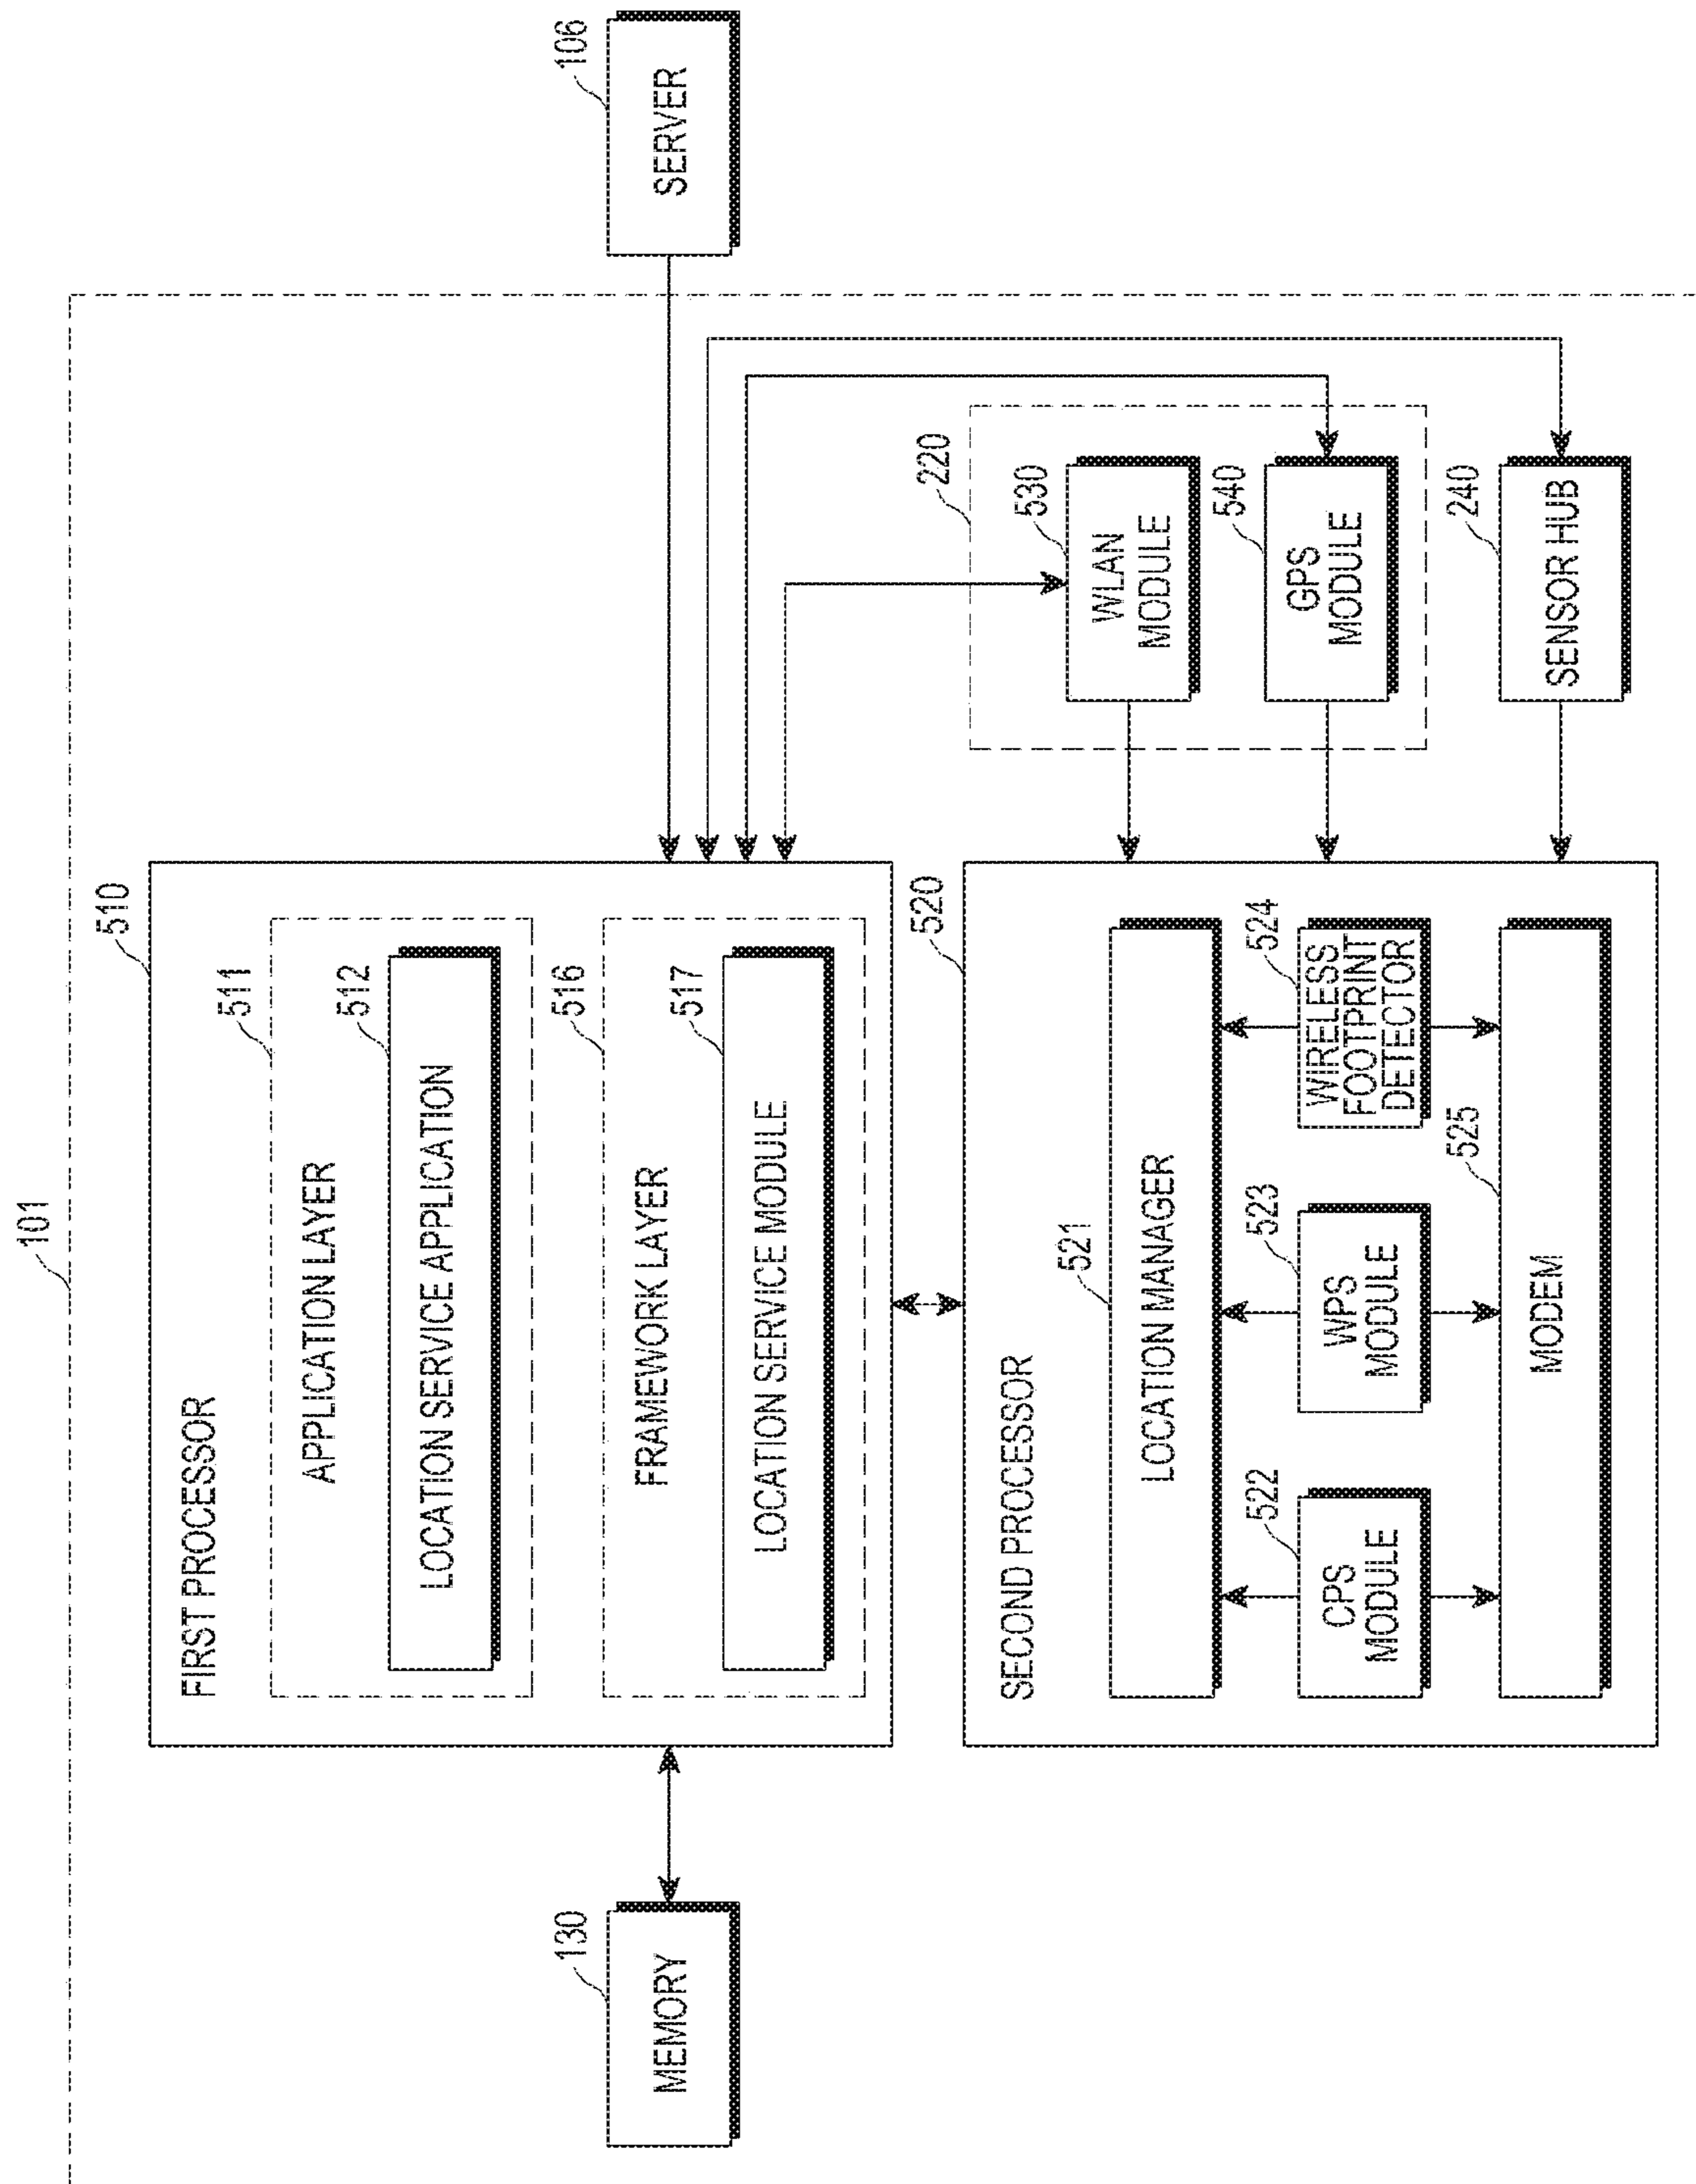 101
MEMORY
130
FIRST PROCESSOR
510
APPLICATION LAYER
511
LOCATION SERVICE APPLICATION
512
FRAMEWORK LAYER
516
LOCATION SERVICE MODULE
517
SERVER
106
SECOND PROCESSOR
520
LOCATION MANAGER
521
CPS
MODULE
522
WPS
MODULE
523
WIRELESS
FOOTPRINT
DETECTOR
524
MODEM
525
220
WLAN
MODULE
530
GPS
MODULE
540
SENSOR HUB
240